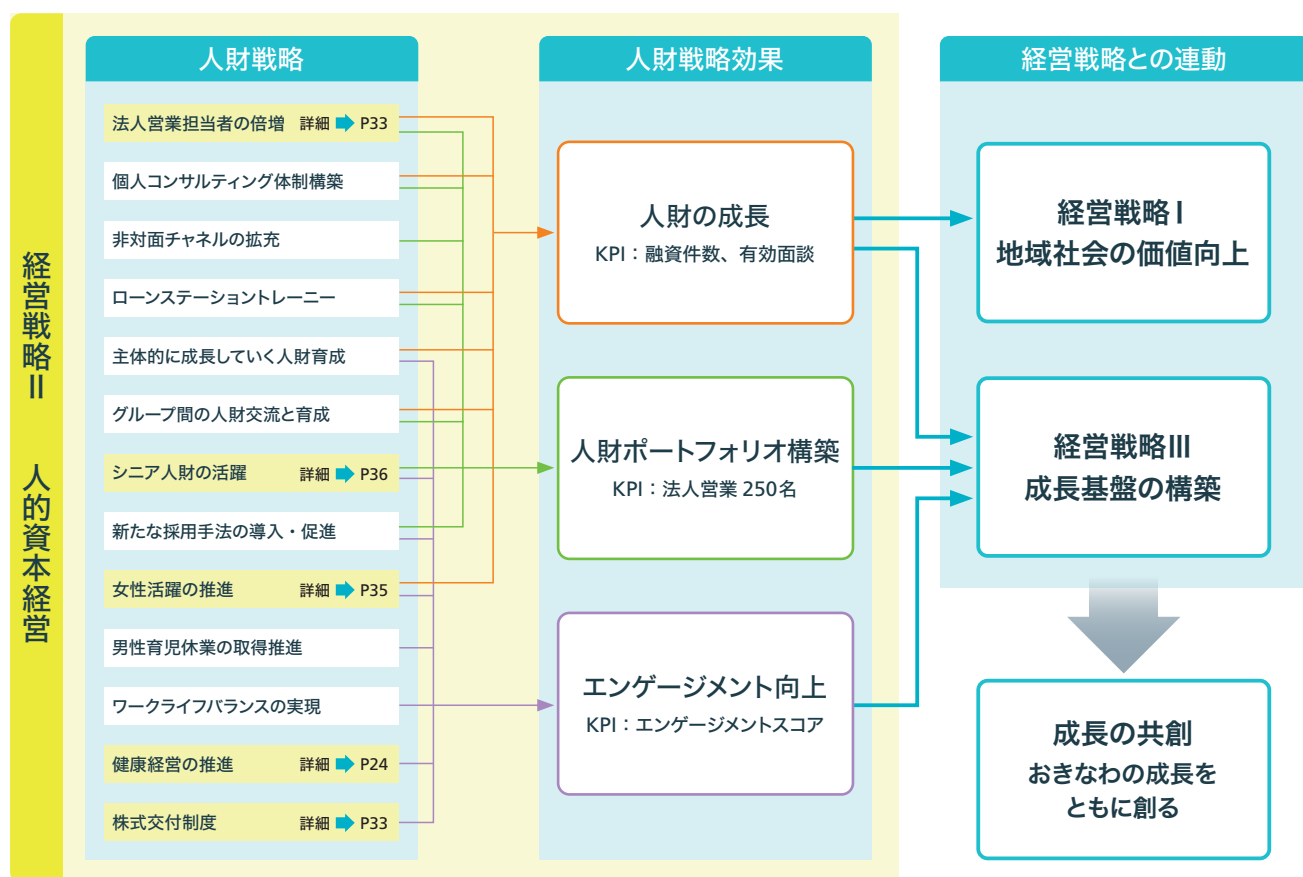 経営戦略Ⅱ 人的資本経営
人財戦略
法人営業担当者の倍増 詳細 P33
個人コンサルティング体制構築
非対面チャネルの拡充
ローンステーショントレーニー
主体的に成長していく人財育成
グループ間の人財交流と育成
シニア人財の活躍 詳細 P36
新たな採用手法の導入・促進
女性活躍の推進 詳細 P35
男性育児休業の取得推進
ワークライフバランスの実現
健康経営の推進 詳細 P24
株式交付制度 詳細 P33
人財戦略効果
人財の成長
KPI：融資件数、有効面談
人財ポートフォリオ構築
KPI：法人営業 250名
エンゲージメント向上
KPI：エンゲージメントスコア
経営戦略との連動
経営戦略Ⅰ
地域社会の価値向上
経営戦略Ⅲ
成長基盤の構築
成長の共創
おきなわの成長を
ともに創る